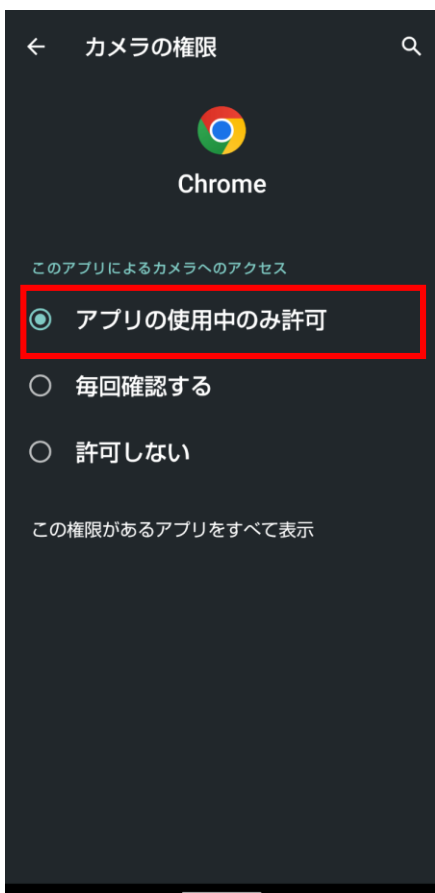 カメラの権限
Chrome
このアプリによるカメラへのアクセス
アプリの使用中のみ許可
毎回確認する
許可しない
この権限があるアプリをすべて表示